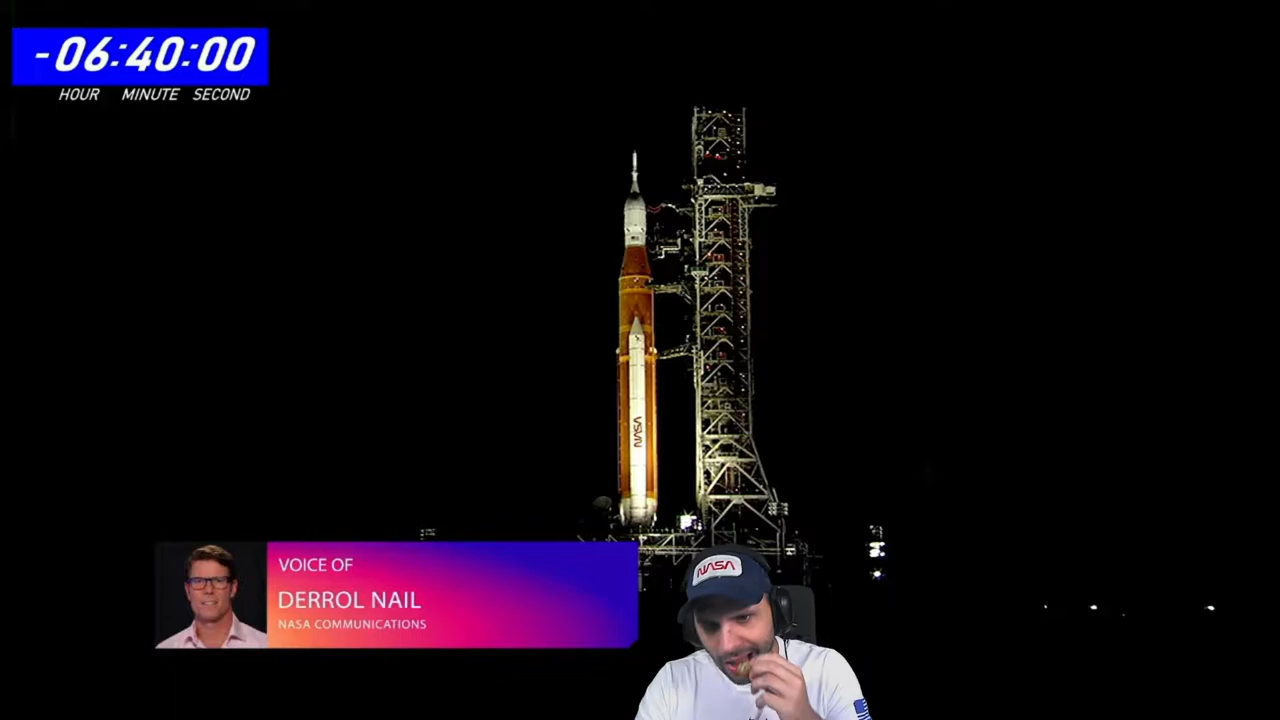 -06:40:00
HOUR MINUTE SECOND
NASA
VOICE OF
DERROL NAIL
NASA COMMUNICATIONS
NASA